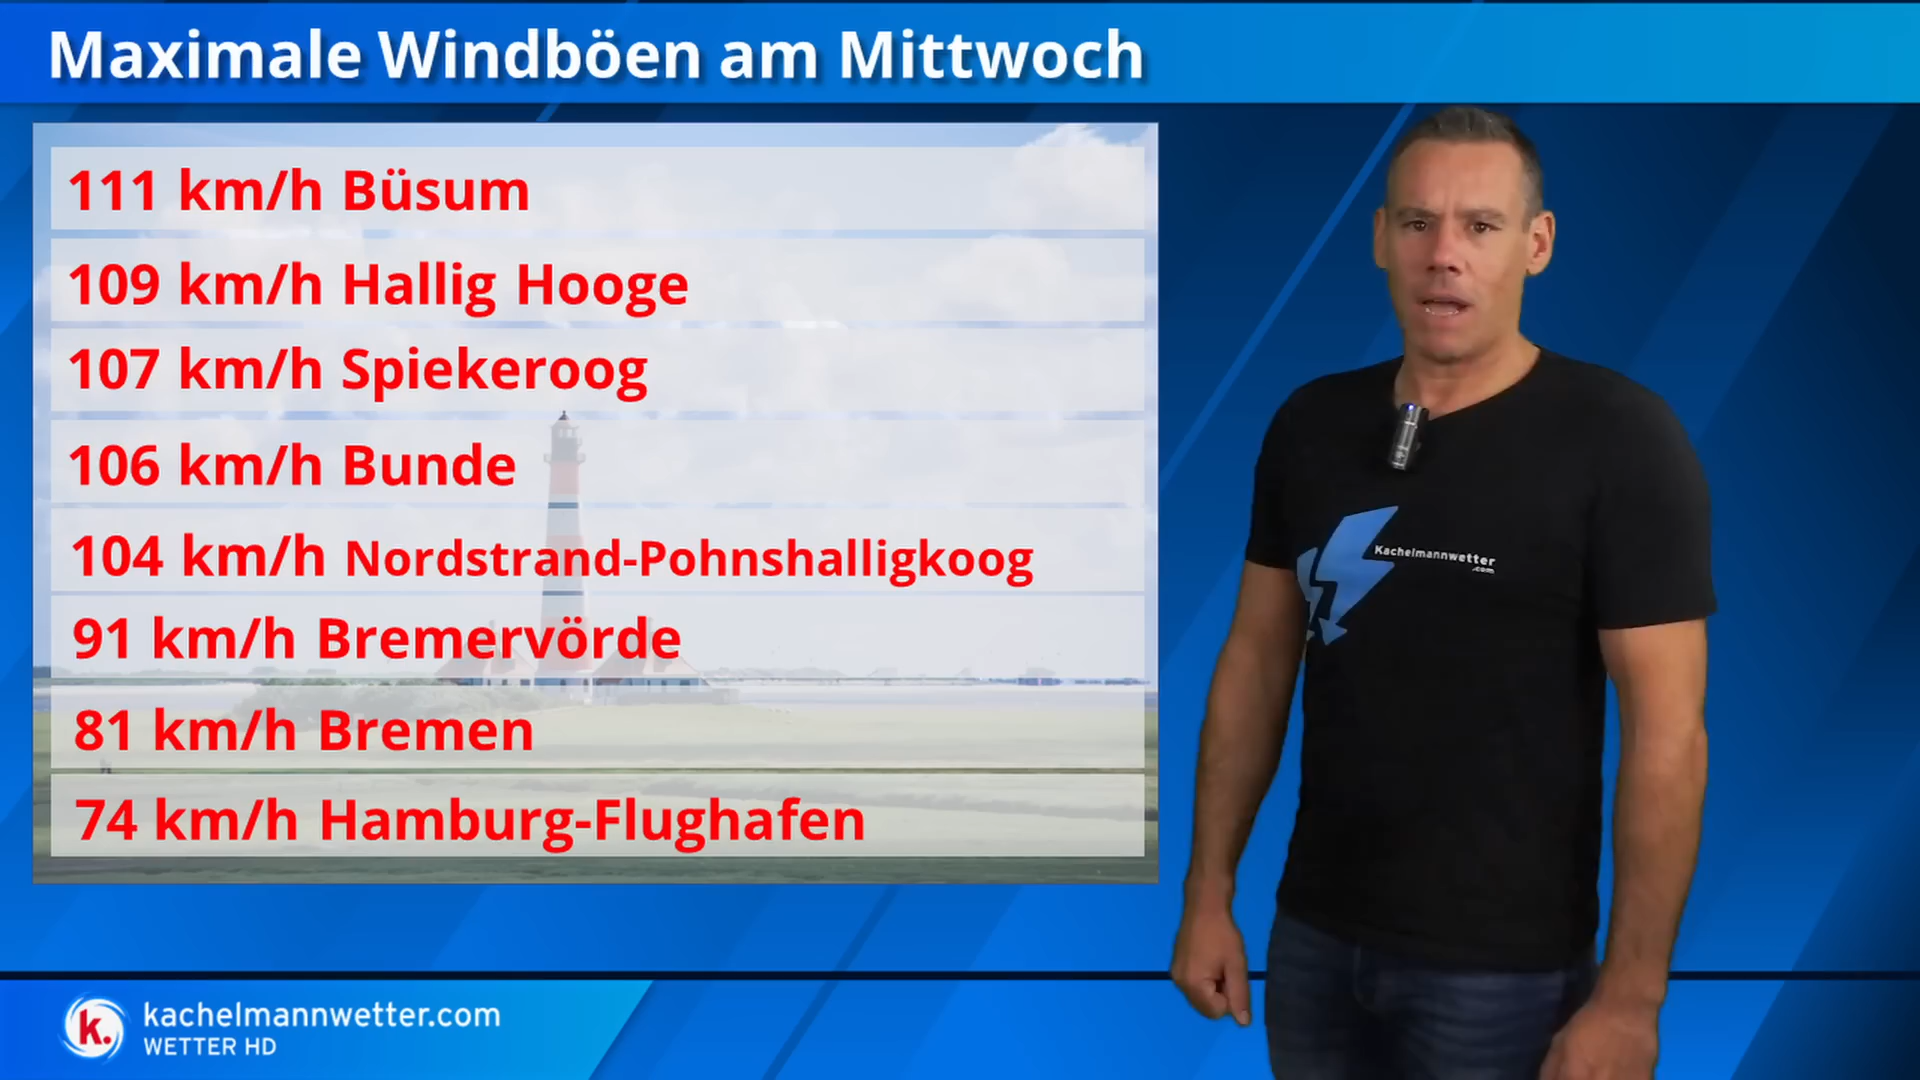 Maximale Windböen am Mittwoch
111 km/h Büsum
109 km/h Hallig Hooge
107 km/h Spiekeroog
106 km/h Bunde
104 km/h Nordstrand-Pohnshalligkoog
91 km/h Bremervörde
81 km/h Bremen
74 km/h Hamburg-Flughafen
Kachelmannwetter
.com
k.
kachelmannwetter.com
WETTER HD